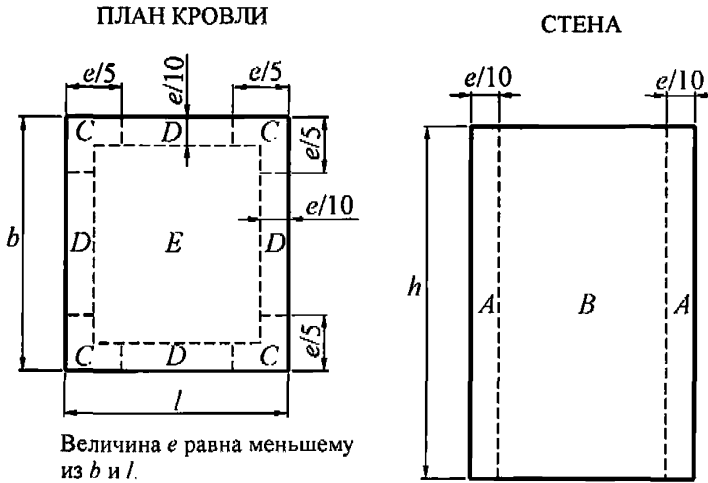 ПЛАН КРОВЛИ
e/5
e/10
e/5
C
D
C
e/5
e/10
D
E
D
b
C
D
C
e/5
l
Величина e равна меньшему
из b и l.
СТЕНА
e/10
e/10
h
A
B
A